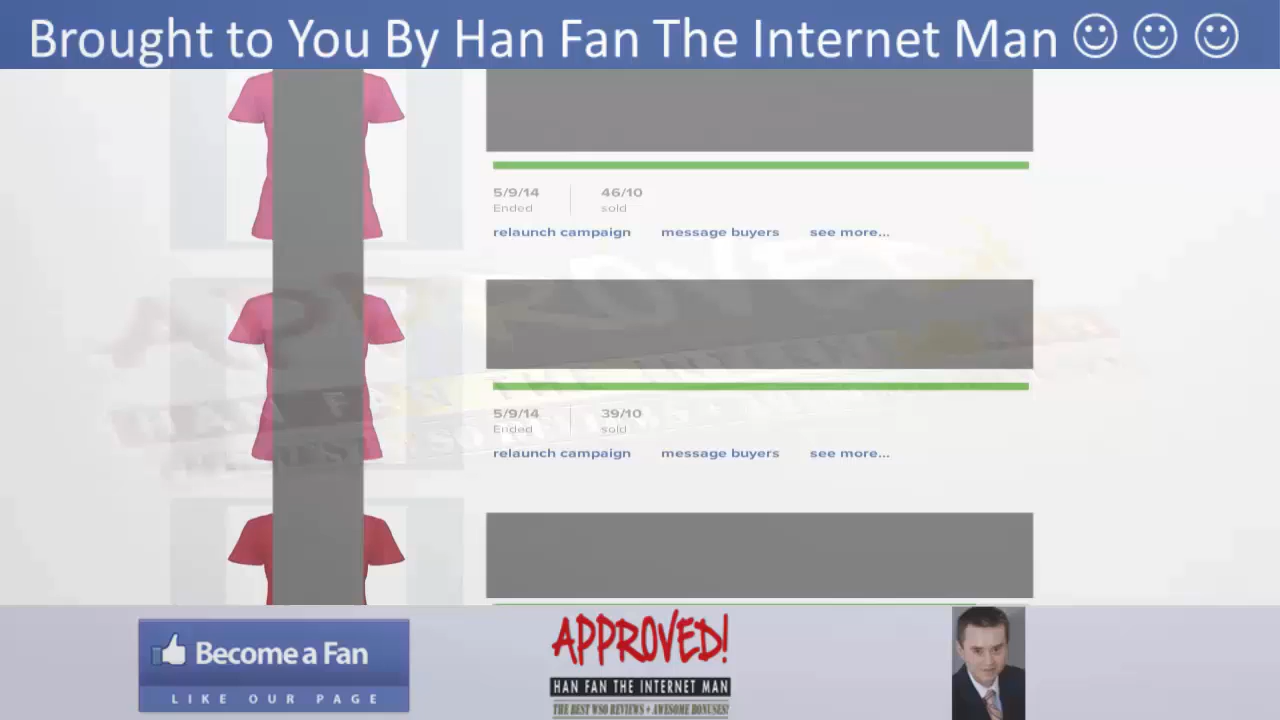 Brought to You By Han Fan The Internet Man
5/9/14 46/10
Ended sold
relaunch campaign message buyers see more...
5/9/14 39/10
Ended sold
relaunch campaign message buyers see more...
Become a Fan
LIKE OUR PAGE
APPROVED!
HAN FAN THE INTERNET MAN
THE BEST WSO REVIEWS + AWESOME BONUSES!